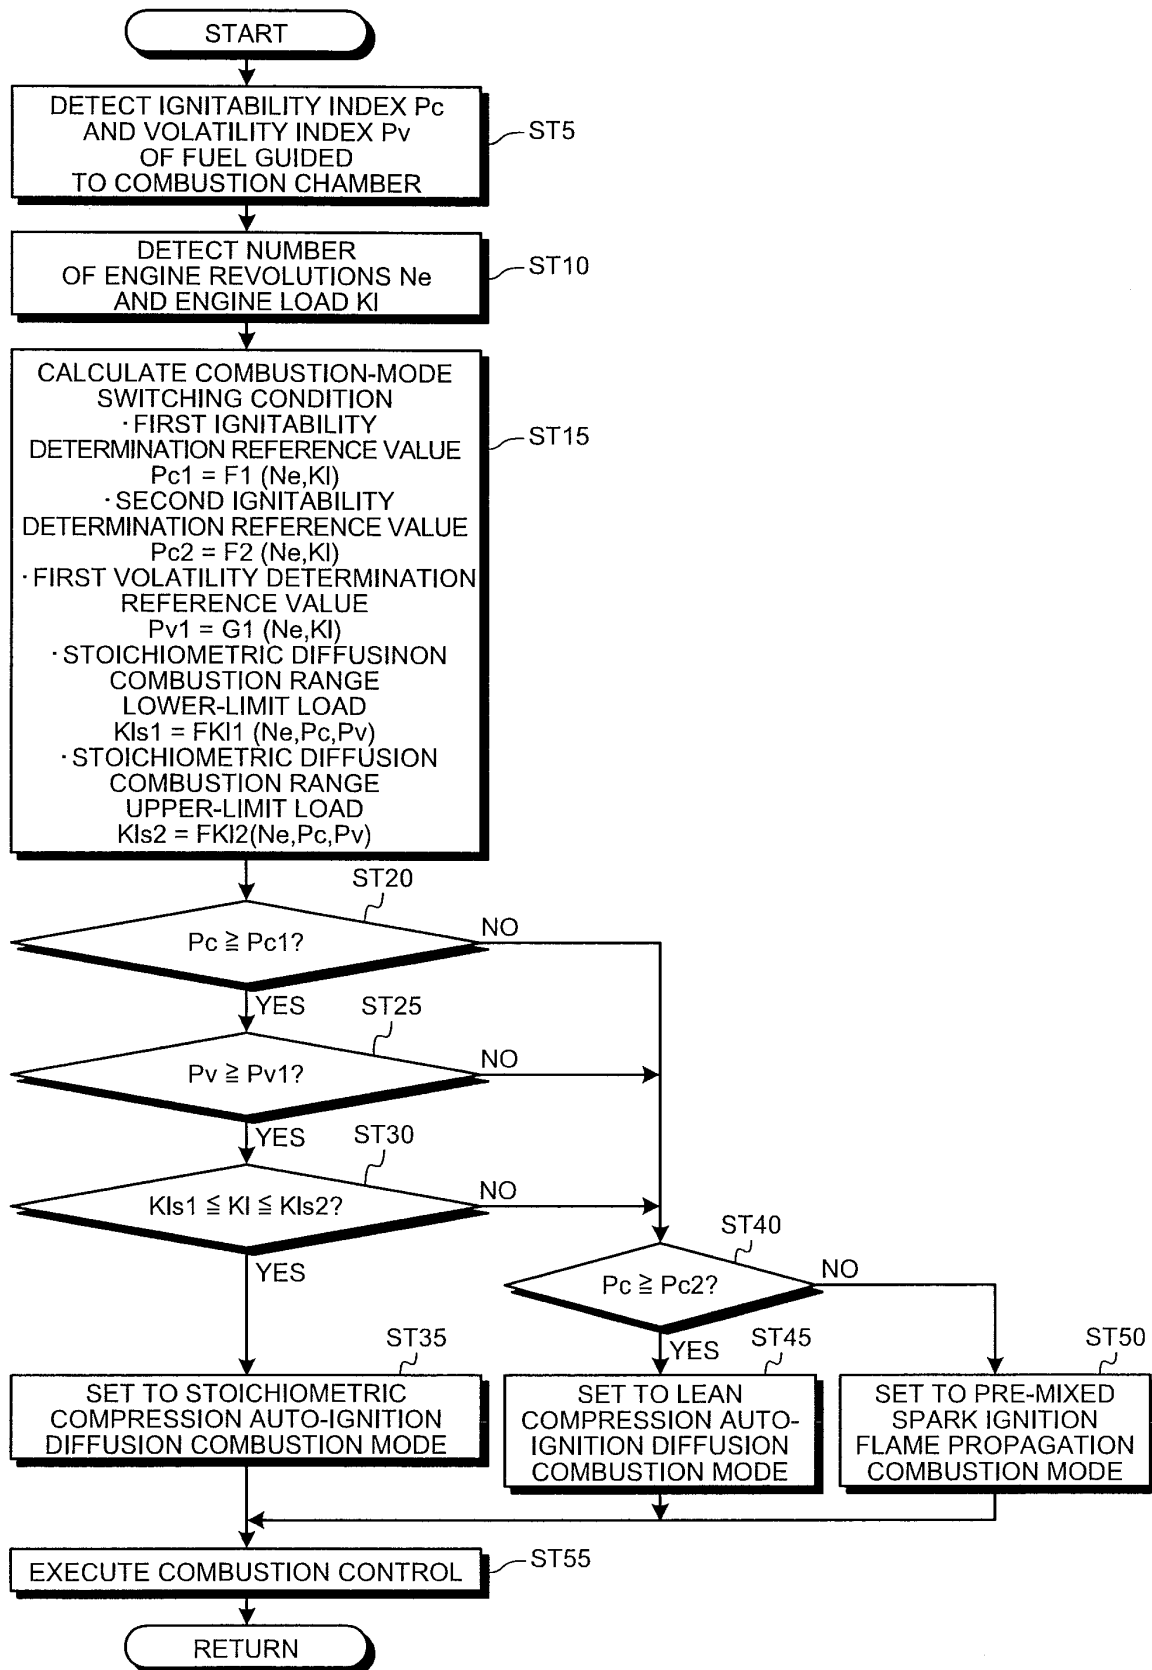 START
DETECT IGNITABILITY INDEX Pc
AND VOLATILITY INDEX Pv
OF FUEL GUIDED
TO COMBUSTION CHAMBER
ST5
DETECT NUMBER
OF ENGINE REVOLUTIONS Ne
AND ENGINE LOAD Kl
ST10
CALCULATE COMBUSTION-MODE
SWITCHING CONDITION
·FIRST IGNITABILITY
DETERMINATION REFERENCE VALUE
Pc1 = F1 (Ne,Kl)
·SECOND IGNITABILITY
DETERMINATION REFERENCE VALUE
Pc2 = F2 (Ne,Kl)
·FIRST VOLATILITY DETERMINATION
REFERENCE VALUE
Pv1 = G1 (Ne,Kl)
·STOICHIOMETRIC DIFFUSINON
COMBUSTION RANGE
LOWER-LIMIT LOAD
Kls1 = FKl1 (Ne,Pc,Pv)
·STOICHIOMETRIC DIFFUSION
COMBUSTION RANGE
UPPER-LIMIT LOAD
Kls2 = FKl2(Ne,Pc,Pv)
ST15
ST20
Pc ≧ Pc1?
NO
YES
ST25
Pv ≧ Pv1?
NO
YES
ST30
Kls1 ≦ Kl ≦ Kls2?
NO
YES
ST40
Pc ≧ Pc2?
NO
YES
ST35
SET TO STOICHIOMETRIC
COMPRESSION AUTO-IGNITION
DIFFUSION COMBUSTION MODE
ST45
SET TO LEAN
COMPRESSION AUTO-
IGNITION DIFFUSION
COMBUSTION MODE
ST50
SET TO PRE-MIXED
SPARK IGNITION
FLAME PROPAGATION
COMBUSTION MODE
EXECUTE COMBUSTION CONTROL
ST55
RETURN